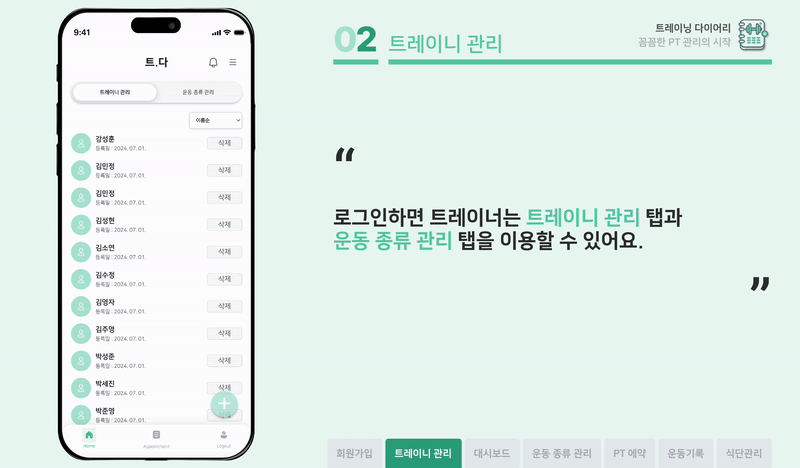 9:41
트.다
트레이니 관리
운동 종류 관리
이름순
강성훈
등록일 : 2024. 07. 01.
삭제
김민정
등록일 : 2024. 07. 01.
삭제
김민정
등록일 : 2024. 07. 01.
삭제
김성현
등록일 : 2024. 07. 01.
삭제
김소연
등록일 : 2024. 07. 01.
삭제
김수정
등록일 : 2024. 07. 01.
삭제
김영자
등록일 : 2024. 07. 01.
삭제
김주영
등록일 : 2024. 07. 01.
삭제
박성준
등록일 : 2024. 07. 01.
삭제
박세진
등록일 : 2024. 07. 01.
삭제
박준영
등록일 : 2024. 07. 01.
Home
Appointment
Logout
02 트레이니 관리
트레이닝 다이어리
꼼꼼한 PT 관리의 시작
“
로그인하면 트레이너는 트레이니 관리 탭과
운동 종류 관리 탭을 이용할 수 있어요.
”
회원가입
트레이니 관리
대시보드
운동 종류 관리
PT 예약
운동기록
식단관리